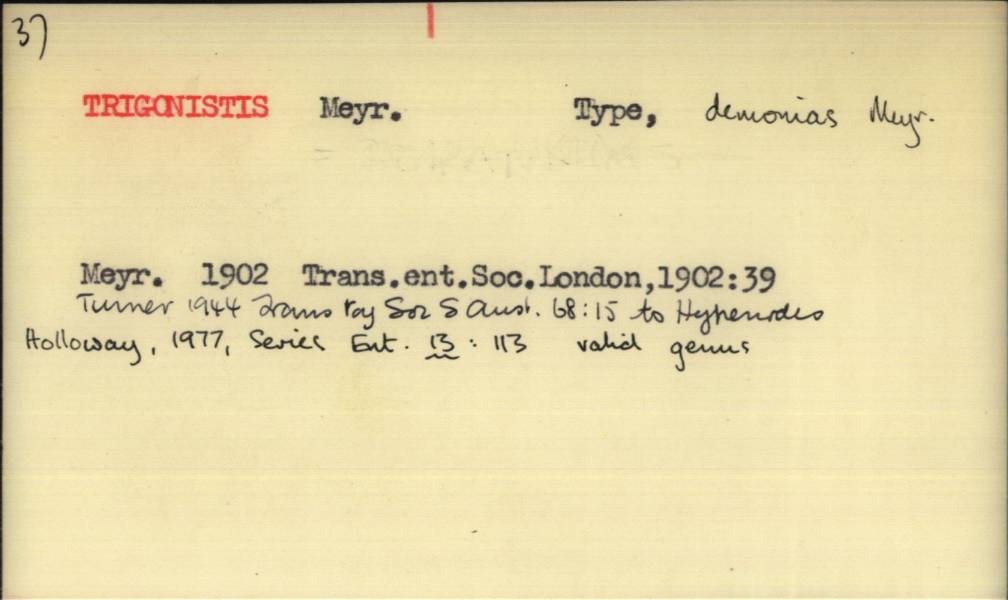 37
TRIGONISTIS Meyr. Type, demonias Meyr.
Meyr. 1902 Trans.ent.Soc.London,1902:39
Turner 1944 Trans roy Soc S Aust. 68:15 to Hypenodes
Holloway, 1977, Series Ent. 13 : 113 valid genus